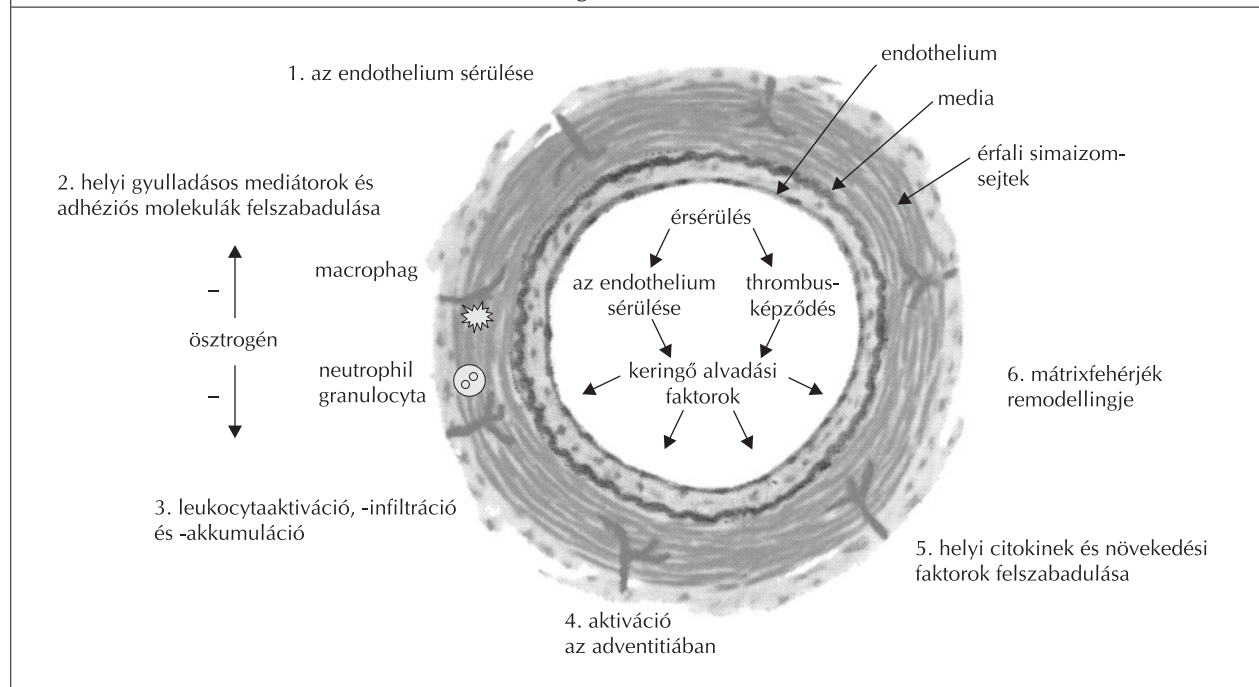 1. az endothelium sérülése
endothelium
media
érfali simaizom-
sejtek
2. helyi gyulladásos mediátorok és
adhéziós molekulák felszabadulása
–
ösztrogén
–
macrophag
neutrophil
granulocyta
érsérülés
az endothelium
sérülése
thrombus-
képződés
keringő alvadási
faktorok
3. leukocytaaktiváció, -infiltráció
és -akkumuláció
4. aktiváció
az adventitiában
5. helyi citokinek és növekedési
faktorok felszabadulása
6. mátrixfehérjék
remodellingje